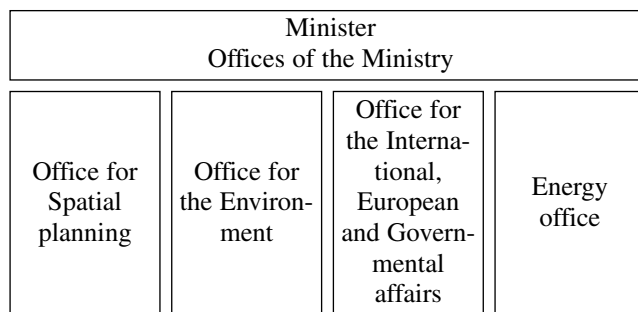 Minister
Offices of the Ministry
Office for
Spatial
planning
Office for
the Environ-
ment
Office for
the Interna-
tional,
European
and Govern-
mental
affairs
Energy
office